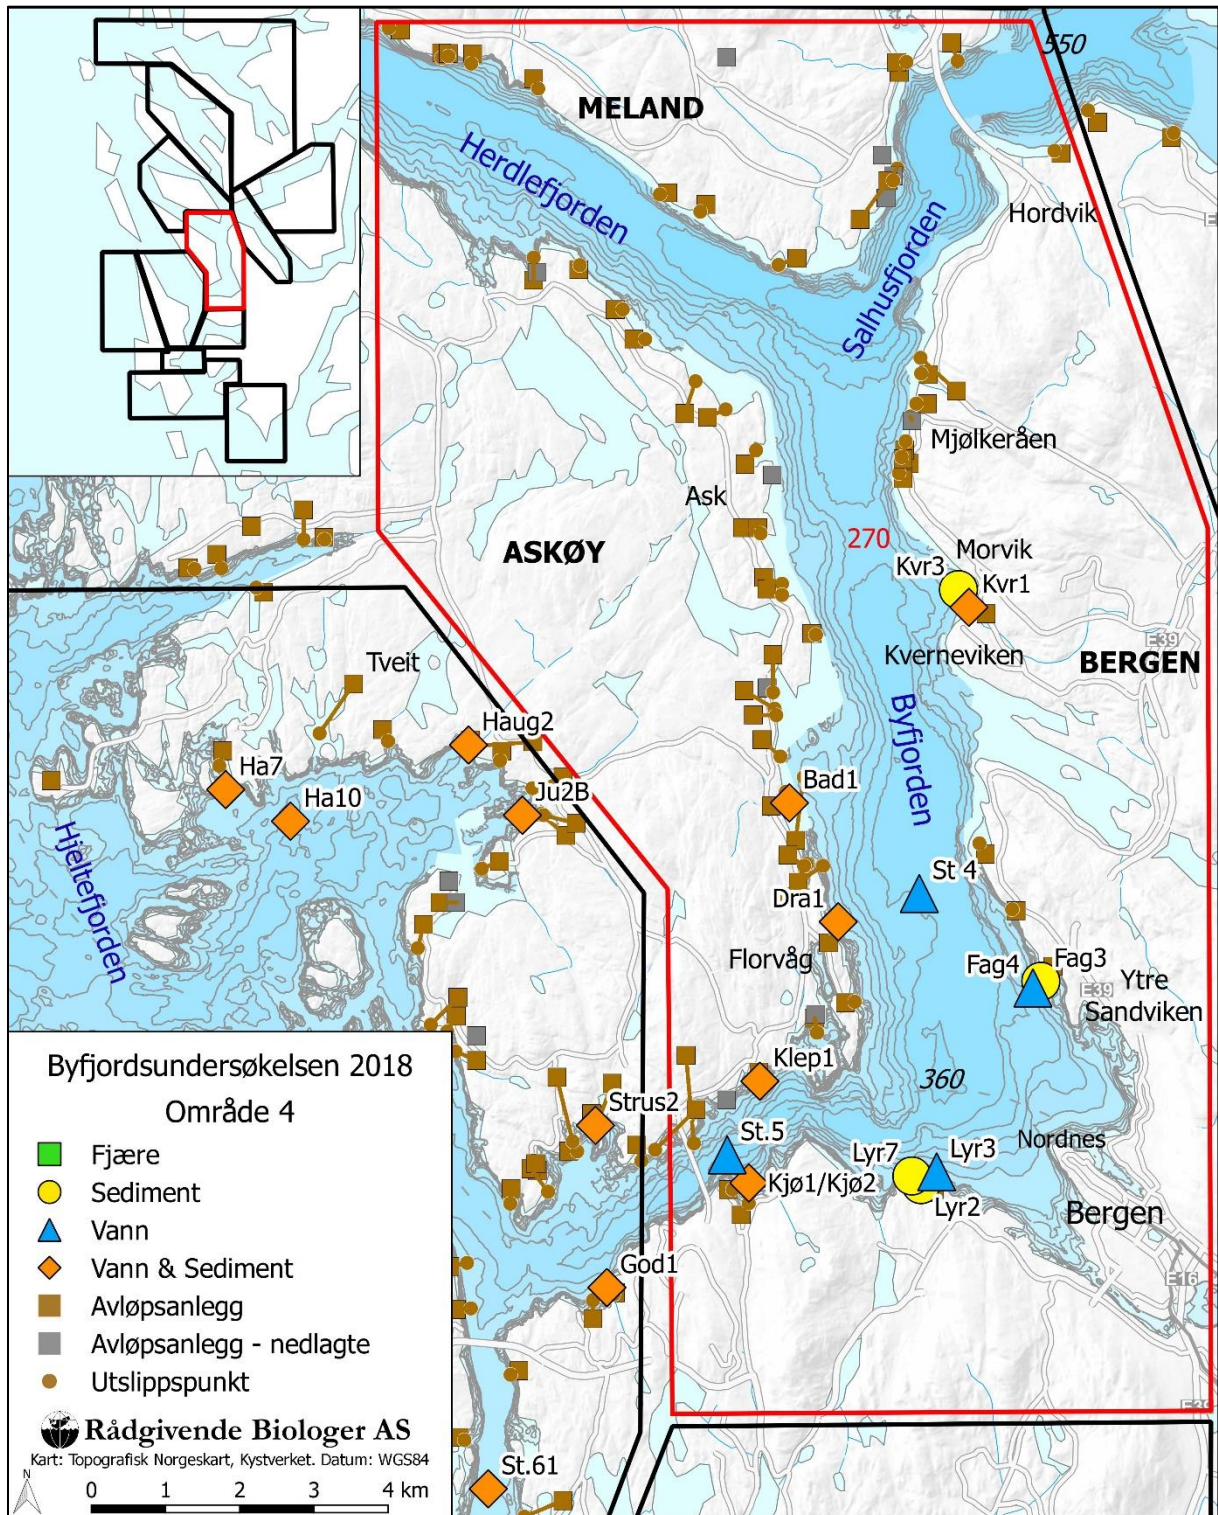 550
MELAND
Herdlefjorden
Hordvik
E
Salhusfjorden
Mjølkeråen
Ask
270
Morvik
ASKØY
Kvr3
Kvr1
E39
Kverneviken
BERGEN
Tveit
Byfjorden
Haug2
Ha7
Ju2B
Bad1
Ha10
St 4
Hjeltefjorden
Dra1
Florvåg
Fag4
Fag3
Ytre
Sandviken
E39
Klep1
360
Strus2
St.5
Nordnes
Lyr7
Lyr3
Kjø1/Kjø2
Lyr2
Bergen
God1
E16
St.61
Byfjordsundersøkelsen 2018
Område 4
Fjære
Sediment
Vann
Vann & Sediment
Avløpsanlegg
Avløpsanlegg - nedlagte
Utslippspunkt
Rådgivende Biologer AS
Kart: Topografisk Norgeskart, Kystverket. Datum: WGS84
N
0 1 2 3 4 km